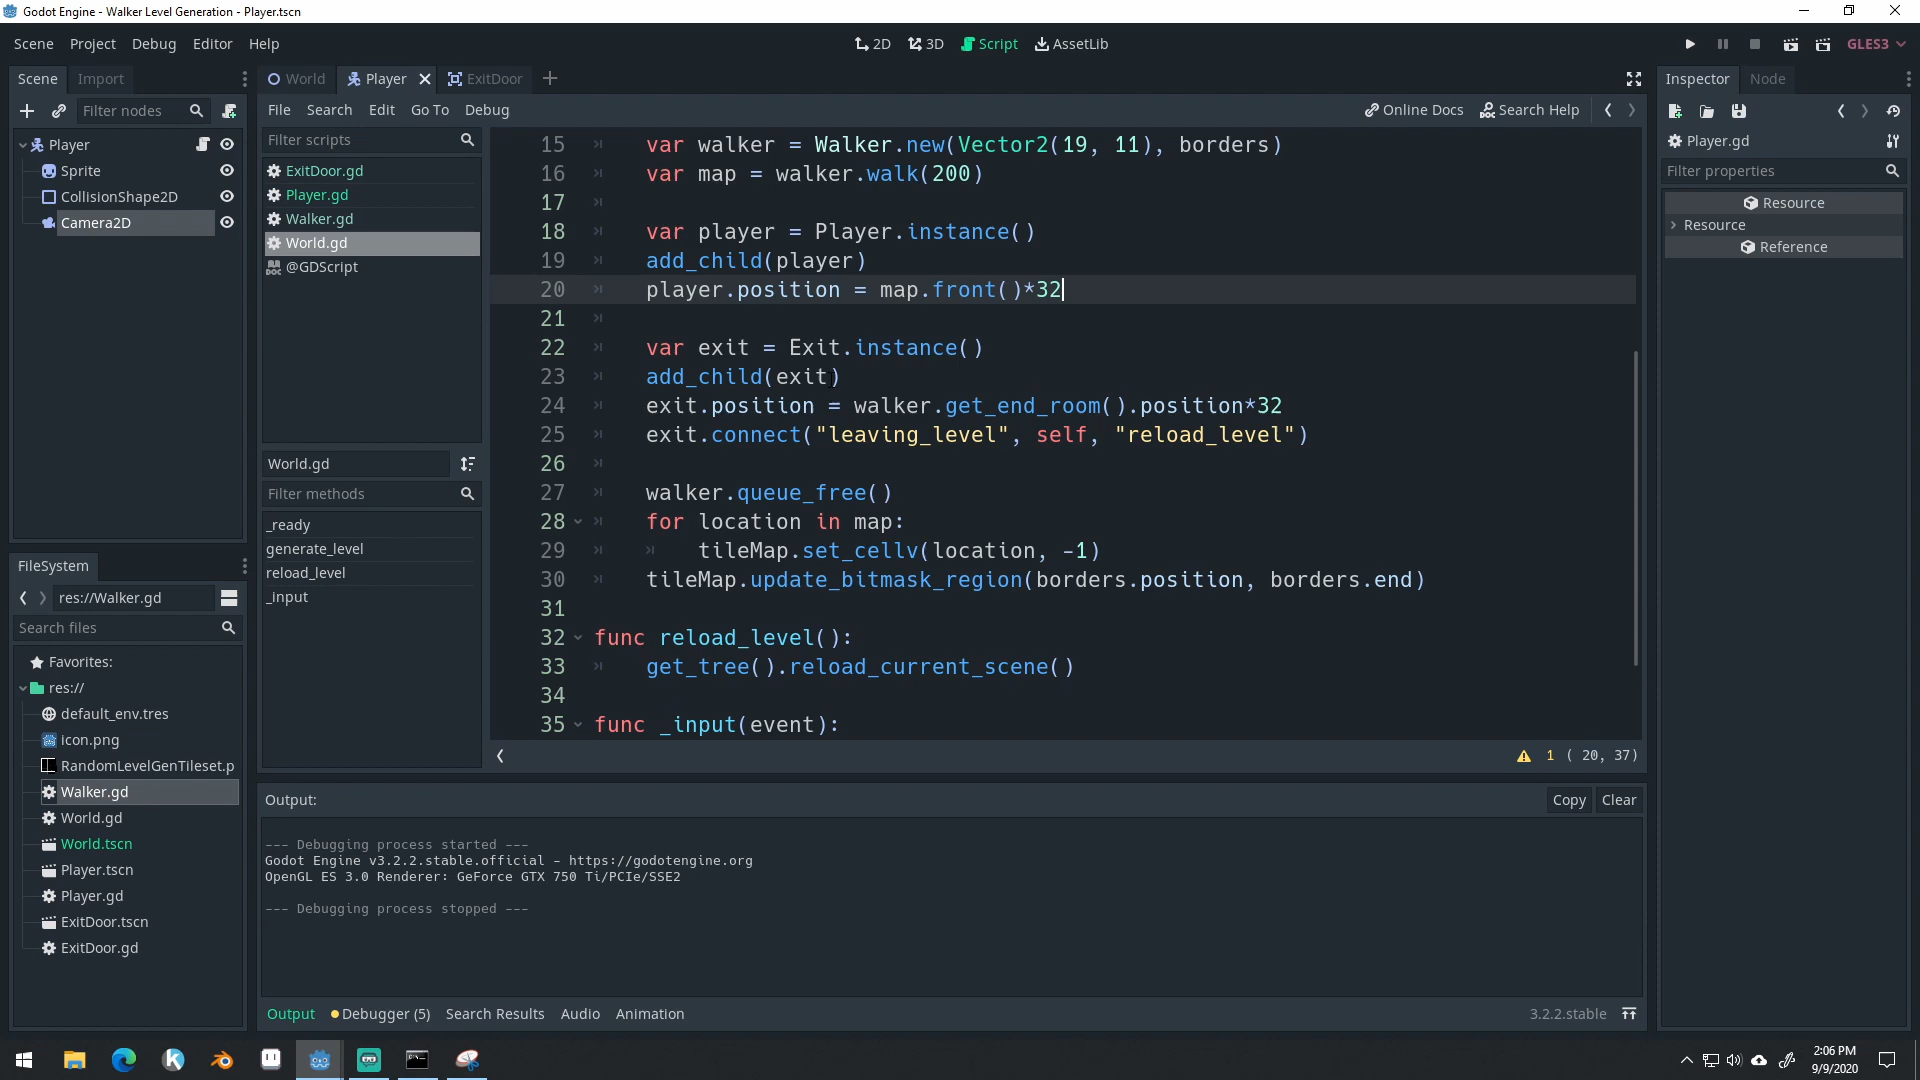 Godot Engine - Walker Level Generation - Player.tscn
Scene Project Debug Editor Help
2D 3D Script AssetLib
GLES3
Scene Import
Filter nodes
Player
Sprite
CollisionShape2D
Camera2D
World Player ExitDoor
File Search Edit Go To Debug
Online Docs Search Help
Filter scripts
ExitDoor.gd
Player.gd
Walker.gd
World.gd
@GDScript
World.gd
Filter methods
_ready
generate_level
reload_level
_input
15 var walker = Walker.new(Vector2(19, 11), borders)
16 var map = walker.walk(200)
17
18 var player = Player.instance()
19 add_child(player)
20 player.position = map.front()*32
21
22 var exit = Exit.instance()
23 add_child(exit)
24 exit.position = walker.get_end_room().position*32
25 exit.connect("leaving_level", self, "reload_level")
26
27 walker.queue_free()
28 for location in map:
29 tileMap.set_cellv(location, -1)
30 tileMap.update_bitmask_region(borders.position, borders.end)
31
32 func reload_level():
33 get_tree().reload_current_scene()
34
35 func _input(event):
1 ( 20, 37)
Inspector Node
Player.gd
Filter properties
Resource
Resource
Reference
FileSystem
res://Walker.gd
Search files
Favorites:
res://
default_env.tres
icon.png
RandomLevelGenTileset.p
Walker.gd
World.gd
World.tscn
Player.tscn
Player.gd
ExitDoor.tscn
ExitDoor.gd
Output:
Copy Clear
--- Debugging process started ---
Godot Engine v3.2.2.stable.official - https://godotengine.org
OpenGL ES 3.0 Renderer: GeForce GTX 750 Ti/PCIe/SSE2
--- Debugging process stopped ---
Output Debugger (5) Search Results Audio Animation
3.2.2.stable
2:06 PM
9/9/2020